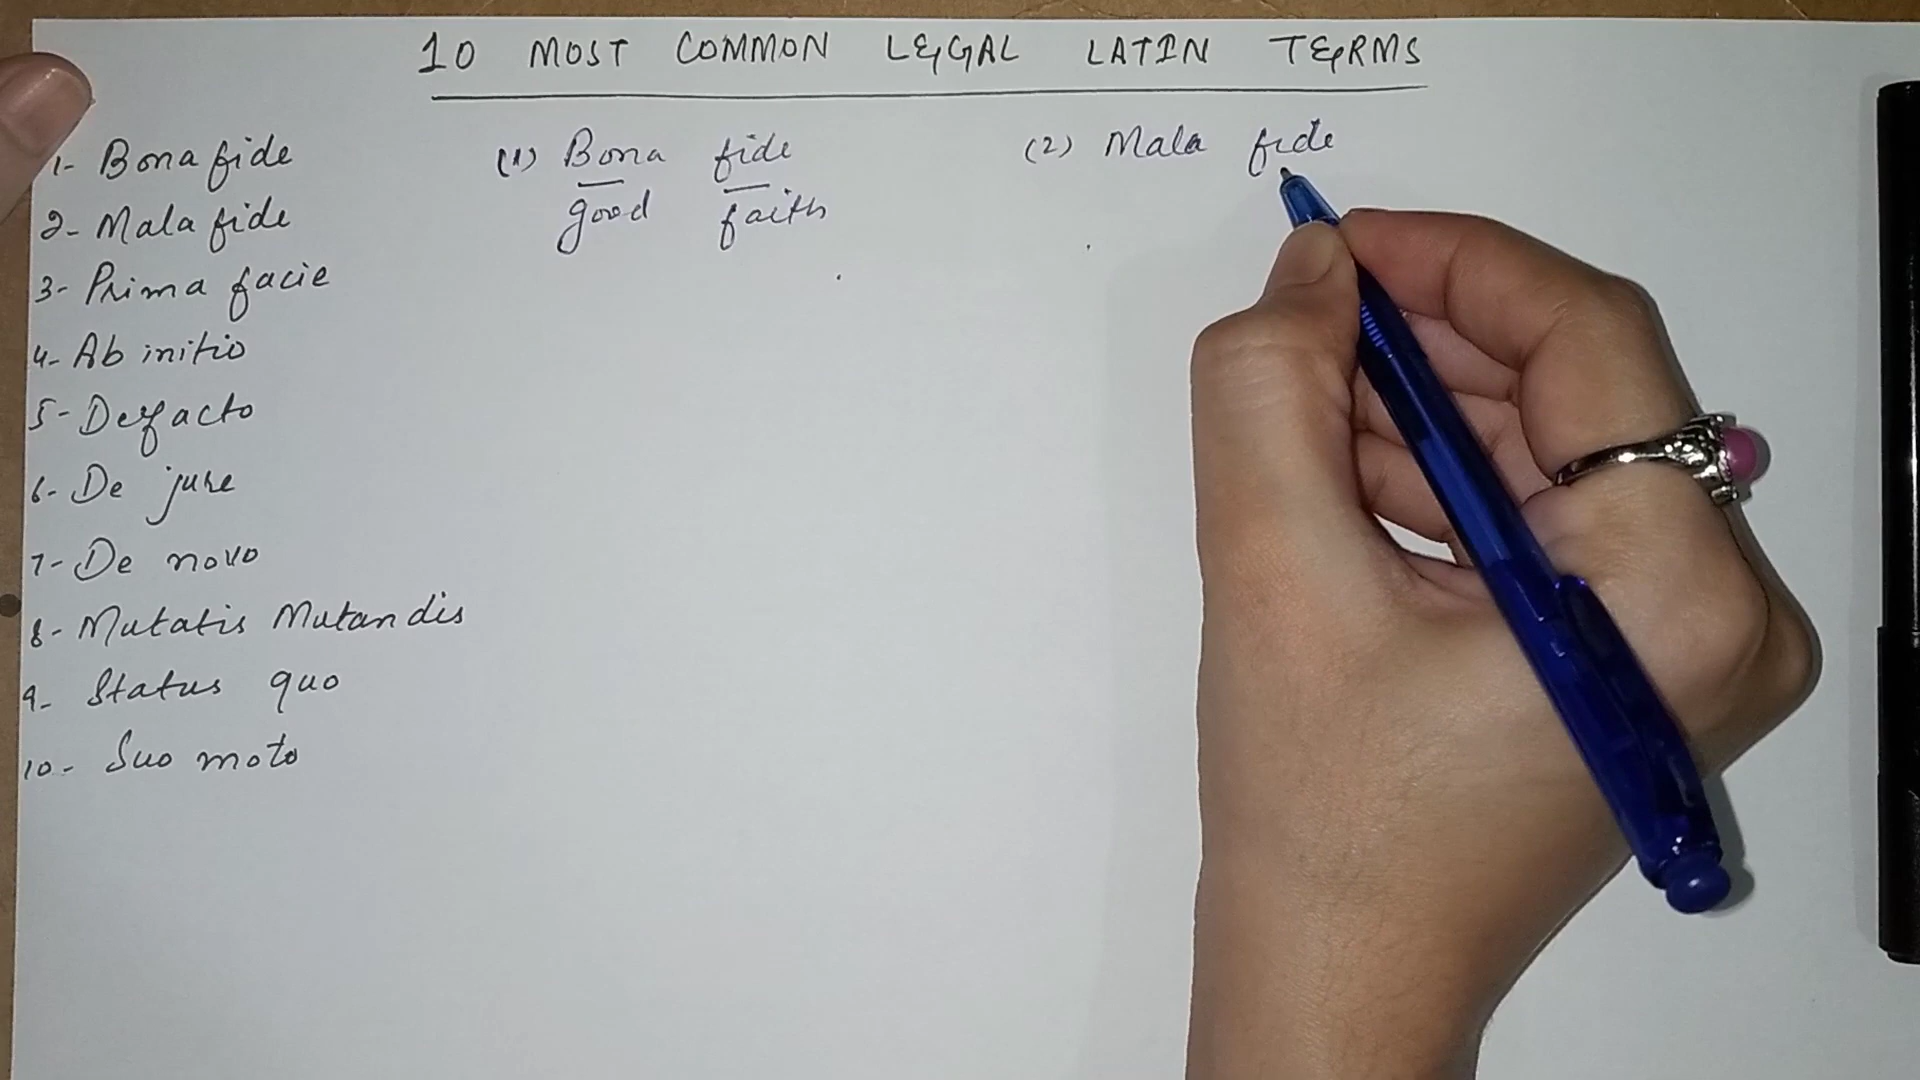 10 MOST COMMON LEGAL LATIN TERMS
1- Bonafide
2- Mala fide
3- Prima facie
4- Ab initio
5- Defacto
6- De jure
7- De novo
8- Mutatis Mutandis
9- Status quo
10- Suo moto
(1) Bona fide
good faith
(2) Mala fide